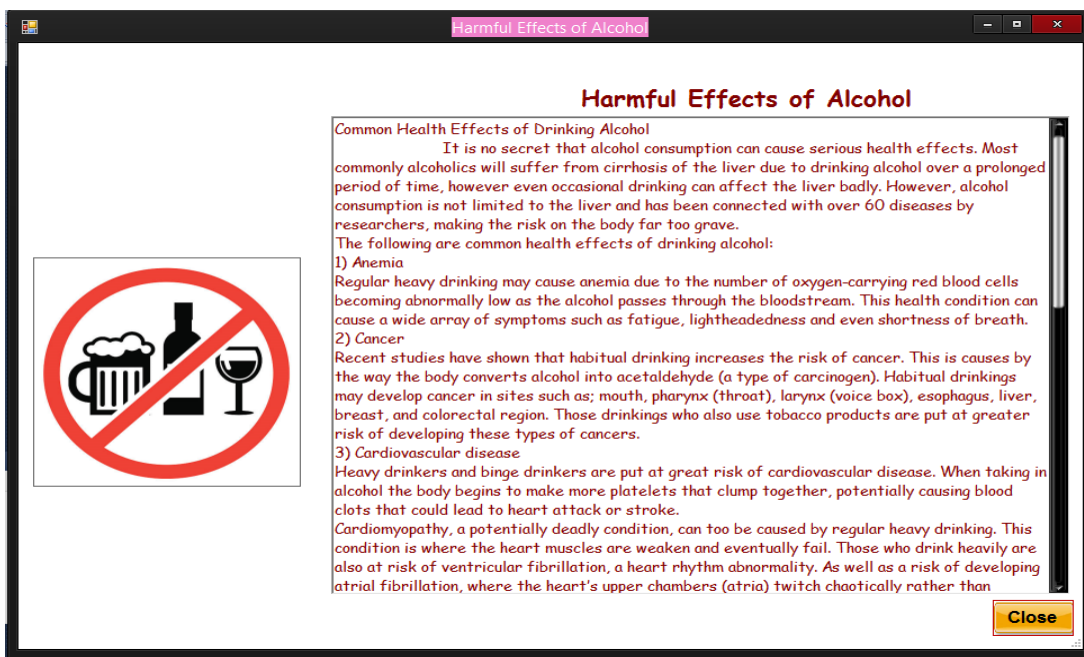 Harmful Effects of Alcohol
Harmful Effects of Alcohol
Common Health Effects of Drinking Alcohol
It is no secret that alcohol consumption can cause serious health effects. Most
commonly alcoholics will suffer from cirrhosis of the liver due to drinking alcohol over a prolonged
period of time, however even occasional drinking can affect the liver badly. However, alcohol
consumption is not limited to the liver and has been connected with over 60 diseases by
researchers, making the risk on the body far too grave.
The following are common health effects of drinking alcohol:
1) Anemia
Regular heavy drinking may cause anemia due to the number of oxygen-carrying red blood cells
becoming abnormally low as the alcohol passes through the bloodstream. This health condition can
cause a wide array of symptoms such as fatigue, lightheadedness and even shortness of breath.
2) Cancer
Recent studies have shown that habitual drinking increases the risk of cancer. This is causes by
the way the body converts alcohol into acetaldehyde (a type of carcinogen). Habitual drinkings
may develop cancer in sites such as; mouth, pharynx (throat), larynx (voice box), esophagus, liver,
breast, and colorectal region. Those drinkings who also use tobacco products are put at greater
risk of developing these types of cancers.
3) Cardiovascular disease
Heavy drinkers and binge drinkers are put at great risk of cardiovascular disease. When taking in
alcohol the body begins to make more platelets that clump together, potentially causing blood
clots that could lead to heart attack or stroke.
Cardiomyopathy, a potentially deadly condition, can too be caused by regular heavy drinking. This
condition is where the heart muscles are weaken and eventually fail. Those who drink heavily are
also at risk of ventricular fibrillation, a heart rhythm abnormality. As well as a risk of developing
atrial fibrillation, where the heart's upper chambers (atria) twitch chaotically rather than
Close